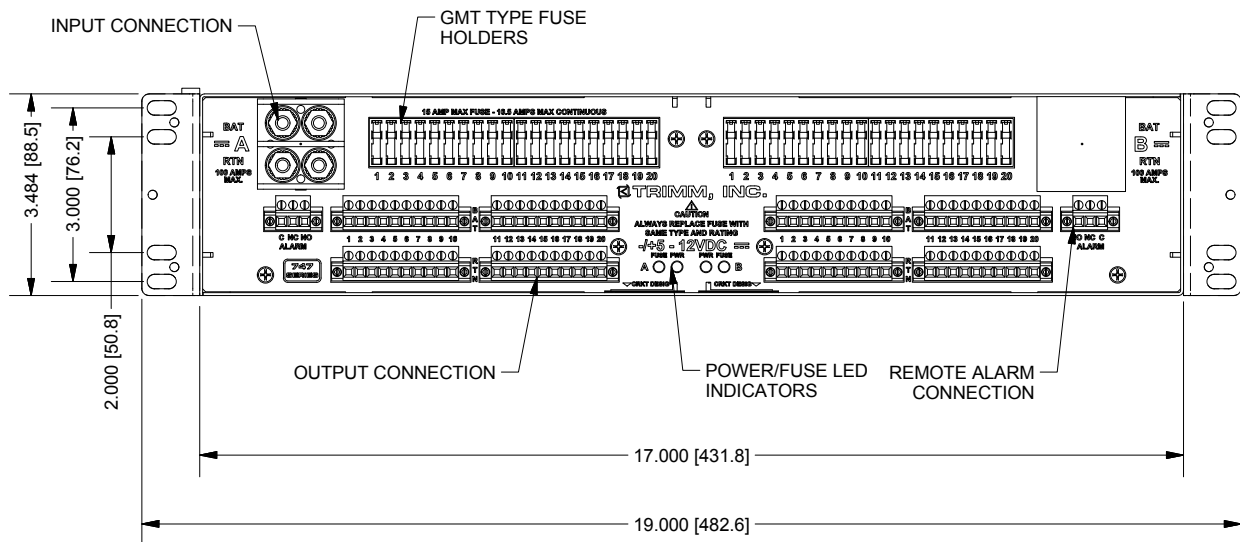 INPUT CONNECTION
GMT TYPE FUSE
HOLDERS
15 AMP MAX FUSE - 13.5 AMPS MAX CONTINUOUS
BAT
A
RTN
100 AMPS
MAX.
BAT
B
RTN
100 AMPS
MAX.
1 2 3 4 5 6 7 8 9 10 11 12 13 14 15 16 17 18 19 20
1 2 3 4 5 6 7 8 9 10 11 12 13 14 15 16 17 18 19 20
TRIMM, INC.
CAUTION
ALWAYS REPLACE FUSE WITH
SAME TYPE AND RATING
-/+5 - 12VDC
FUSE PWR
PWR FUSE
A
B
CRKT DESIG
CRKT DESIG
C NC NO
ALARM
BAT
1 2 3 4 5 6 7 8 9 10
11 12 13 14 15 16 17 18 19 20
RTN
747
SERIES
BAT
1 2 3 4 5 6 7 8 9 10
11 12 13 14 15 16 17 18 19 20
RTN
NC C
ALARM
3.484 [88.5]
3.000 [76.2]
2.000 [50.8]
OUTPUT CONNECTION
POWER/FUSE LED
INDICATORS
REMOTE ALARM
CONNECTION
17.000 [431.8]
19.000 [482.6]